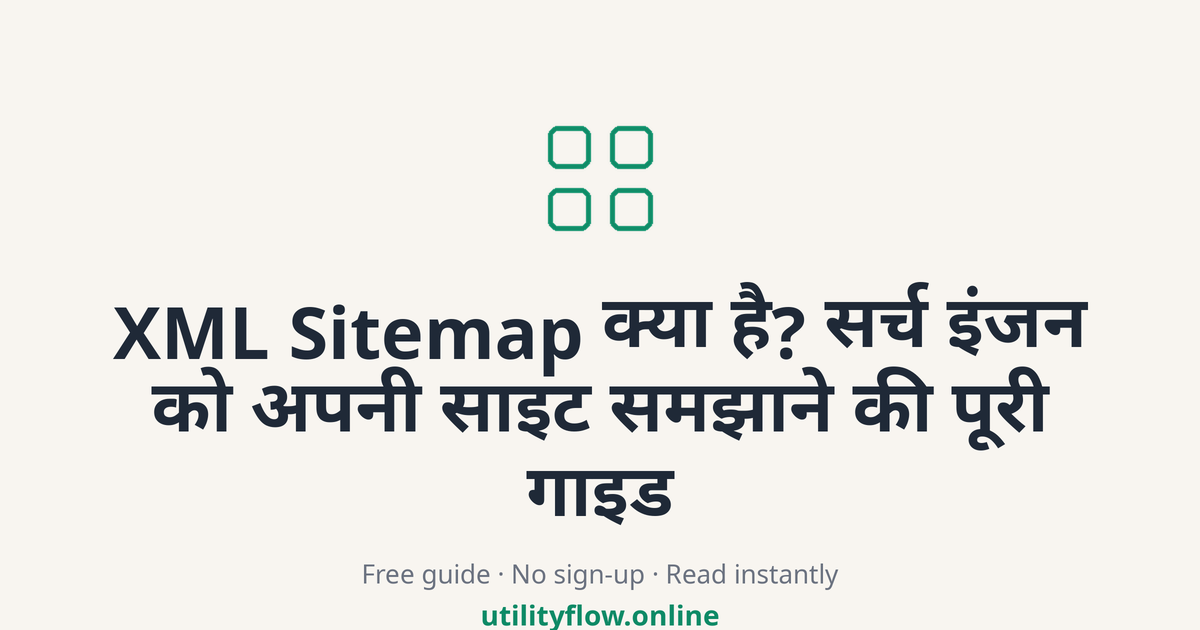 XML Sitemap क्या है? सर्च इंजन
को अपनी साइट समझाने की पूरी
गाइड
Free guide · No sign-up · Read instantly
utilityflow.online